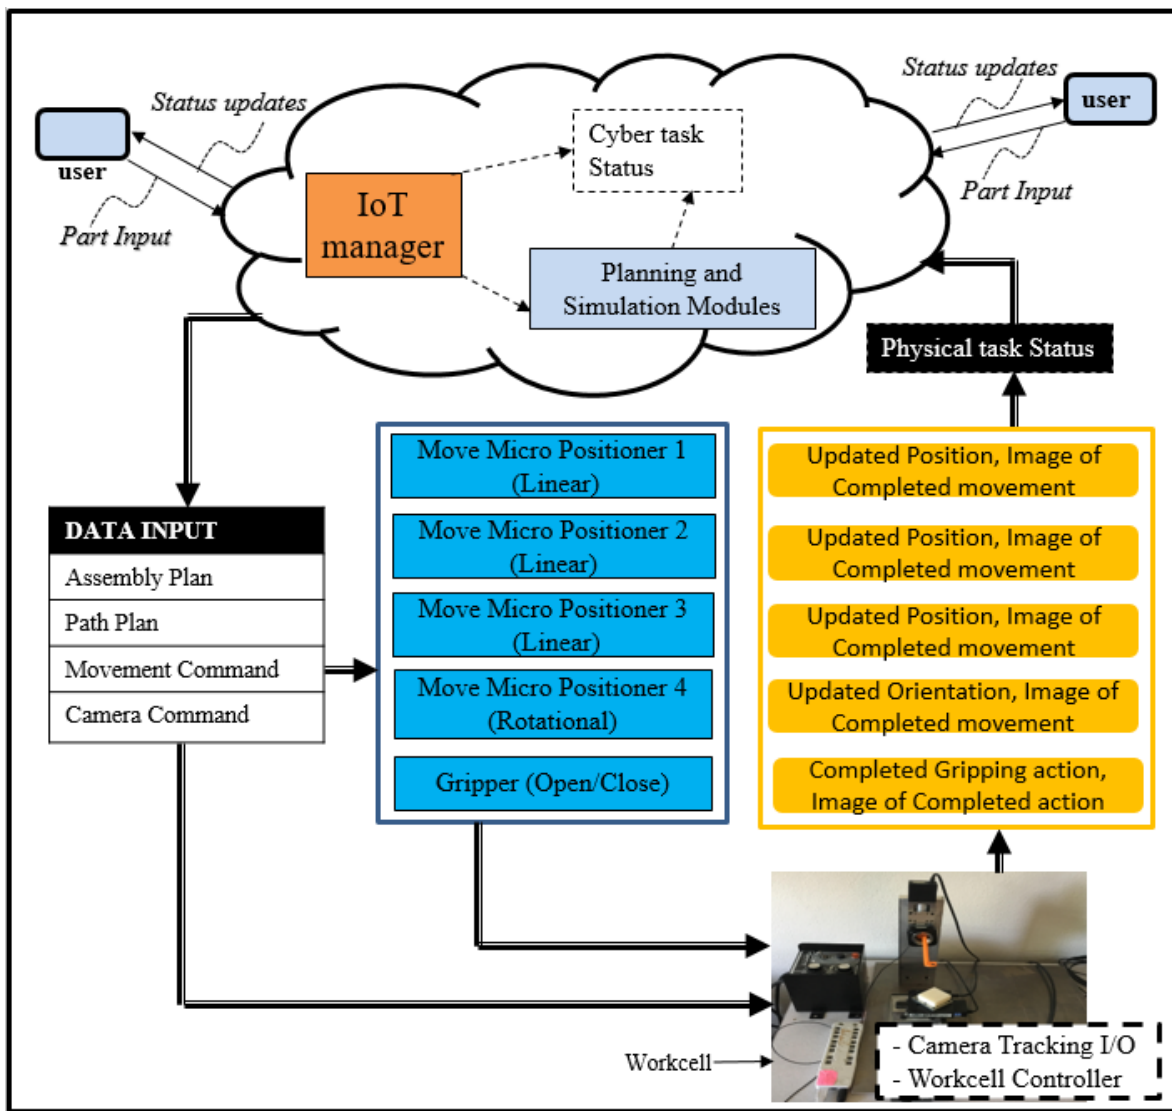 Status updates
user
Part Input
Cyber task
Status
IoT
manager
Planning and
Simulation Modules
Status updates
user
Part Input
Physical task Status
DATA INPUT
Assembly Plan
Path Plan
Movement Command
Camera Command
Move Micro Positioner 1
(Linear)
Move Micro Positioner 2
(Linear)
Move Micro Positioner 3
(Linear)
Move Micro Positioner 4
(Rotational)
Gripper (Open/Close)
Updated Position, Image of
Completed movement
Updated Position, Image of
Completed movement
Updated Position, Image of
Completed movement
Updated Orientation, Image of
Completed movement
Completed Gripping action,
Image of Completed action
Workcell
- Camera Tracking I/O
- Workcell Controller